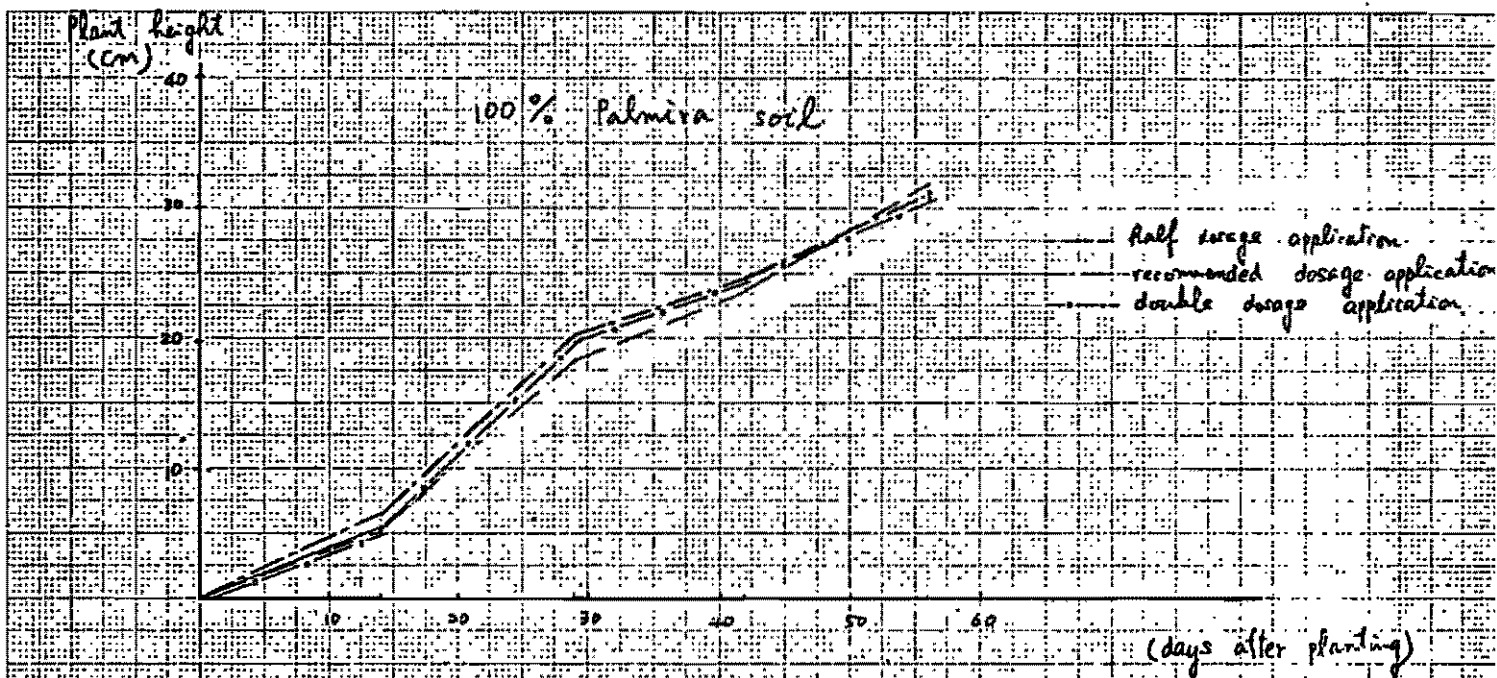 Plant height
(cm)
40
100% Palmira soil
30
Half dosage application
recommended dosage application
double dosage application
20
10
10 20 30 40 50 60
(days after planting)